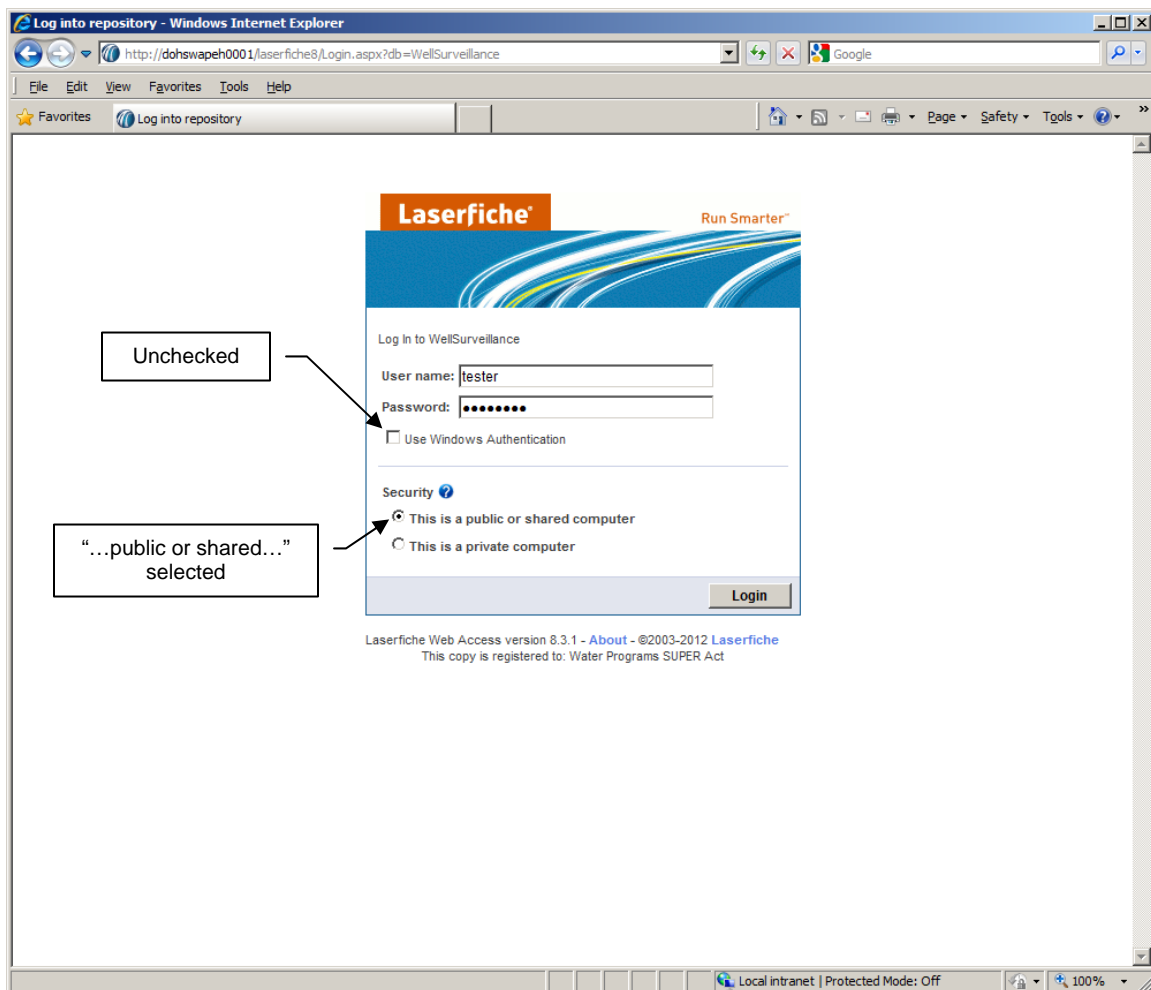 Log into repository - Windows Internet Explorer
http://dohswapeh0001/laserfiche8/Login.aspx?db=WellSurveillance
Google
File Edit View Favorites Tools Help
Favorites
Log into repository
Page Safety Tools »
Laserfiche®
Run Smarter™
Log In to WellSurveillance
Unchecked
User name: tester
Password: ••••••••
Use Windows Authentication
Security ?
This is a public or shared computer
"…public or shared…"
selected
This is a private computer
Login
Laserfiche Web Access version 8.3.1 - About - ©2003-2012 Laserfiche
This copy is registered to: Water Programs SUPER Act
Local intranet | Protected Mode: Off
100%